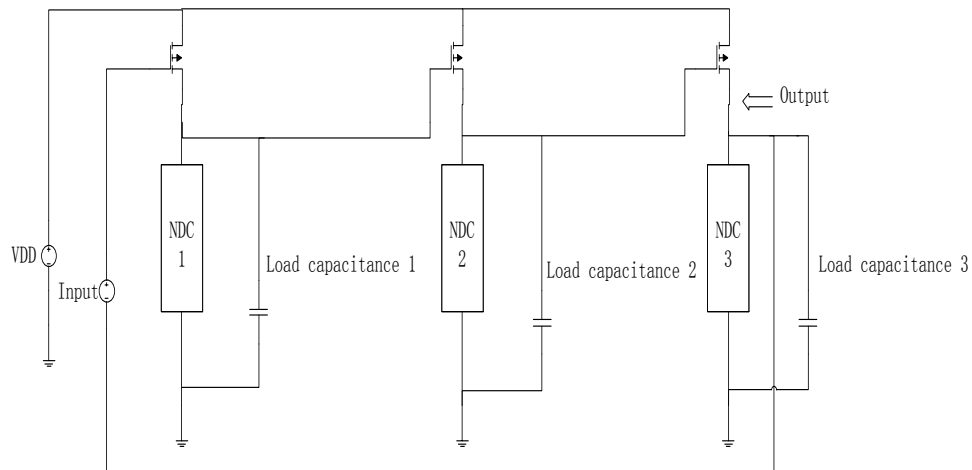 Output
NDC
1
NDC
2
NDC
3
VDD
Input
Load capacitance 1
Load capacitance 2
Load capacitance 3